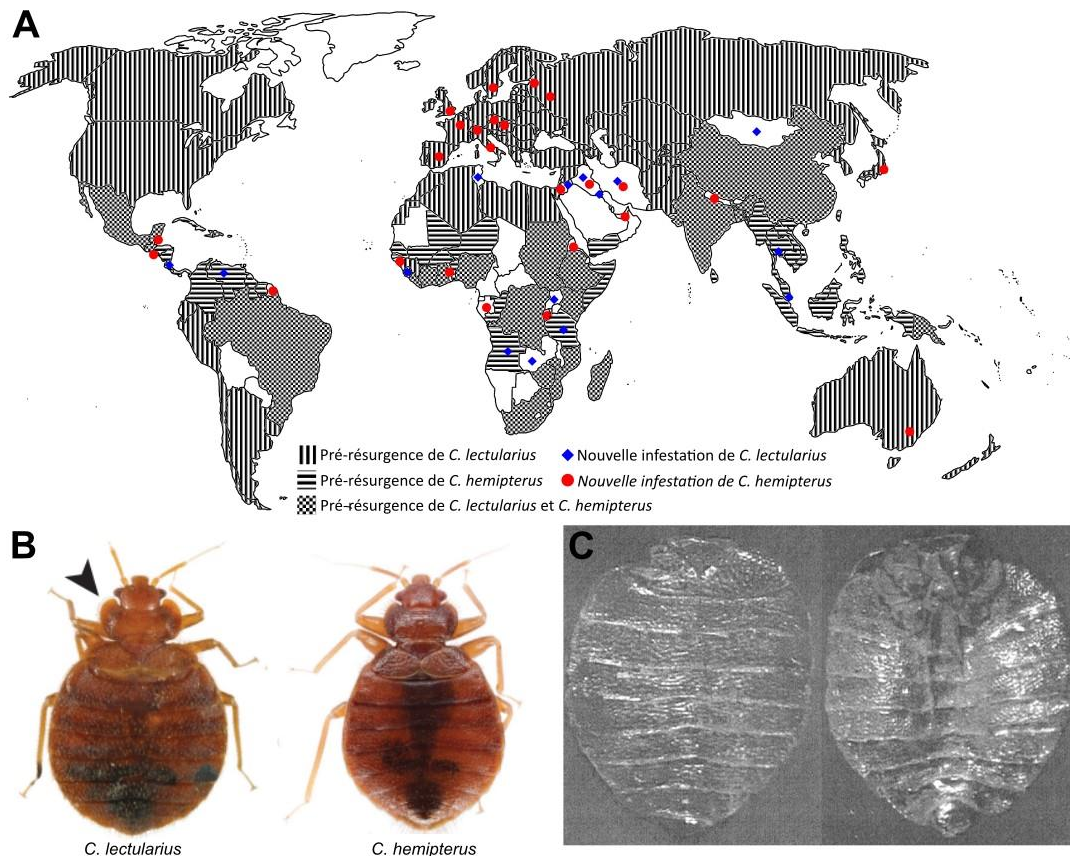 A
Pré-résurgence de C. lectularius
Nouvelle infestation de C. lectularius
Pré-résurgence de C. hemipterus
Nouvelle infestation de C. hemipterus
Pré-résurgence de C. lectularius et C. hemipterus
B
C
C. lectularius
C. hemipterus